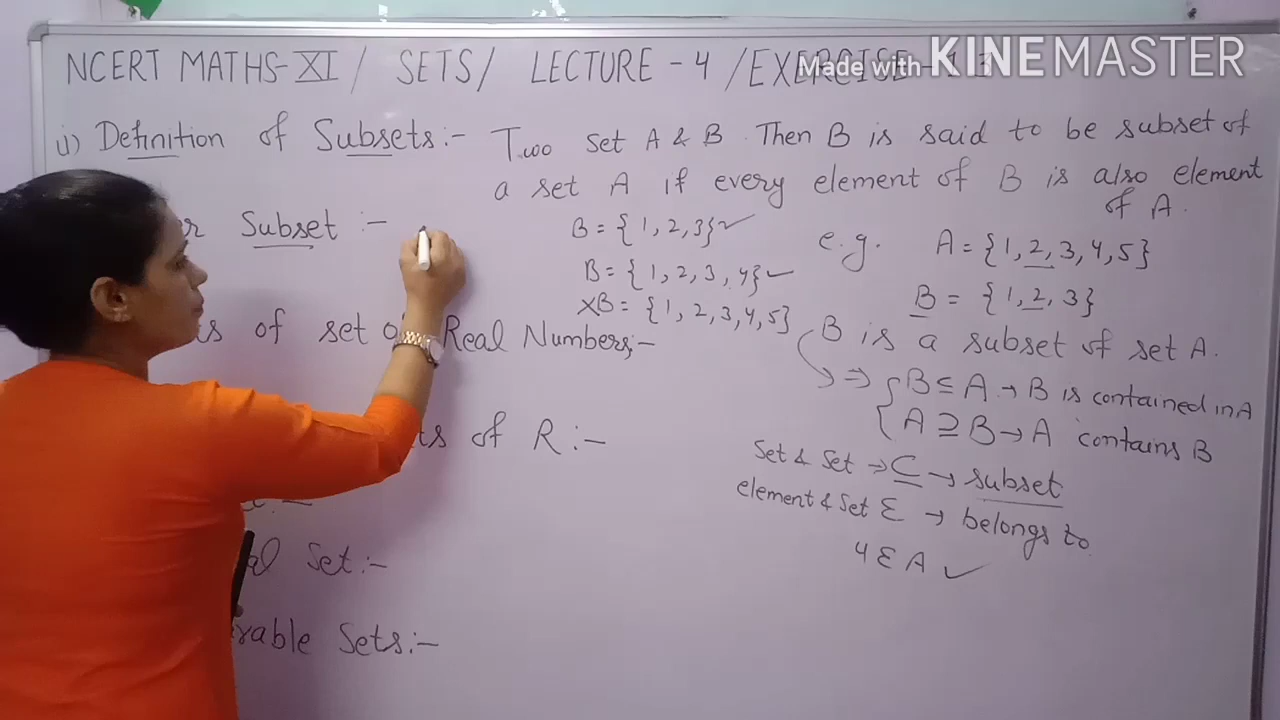 NCERT MATHS-XI / SETS / LECTURE - 4 / EXERCISE - 1.3
Made with KINEMASTER
i) Definition of Subsets :- Two set A & B. Then B is said to be subset of
a set A if every element of B is also element
of A.
Subset :-
B = {1, 2, 3} ✓
B = {1, 2, 3, 4} ✓
×B = {1, 2, 3, 4, 5}
e.g. A = {1, 2, 3, 4, 5}
B = {1, 2, 3}
B is a subset of set A.
⇒ { B ⊆ A → B is contained in A
A ⊇ B → A contains B
of set of Real Numbers:-
Set & Set → ⊂ → subset
element & Set Ɛ → belongs to
4 Ɛ A ✓
of R :-
Set :-
Sets :-